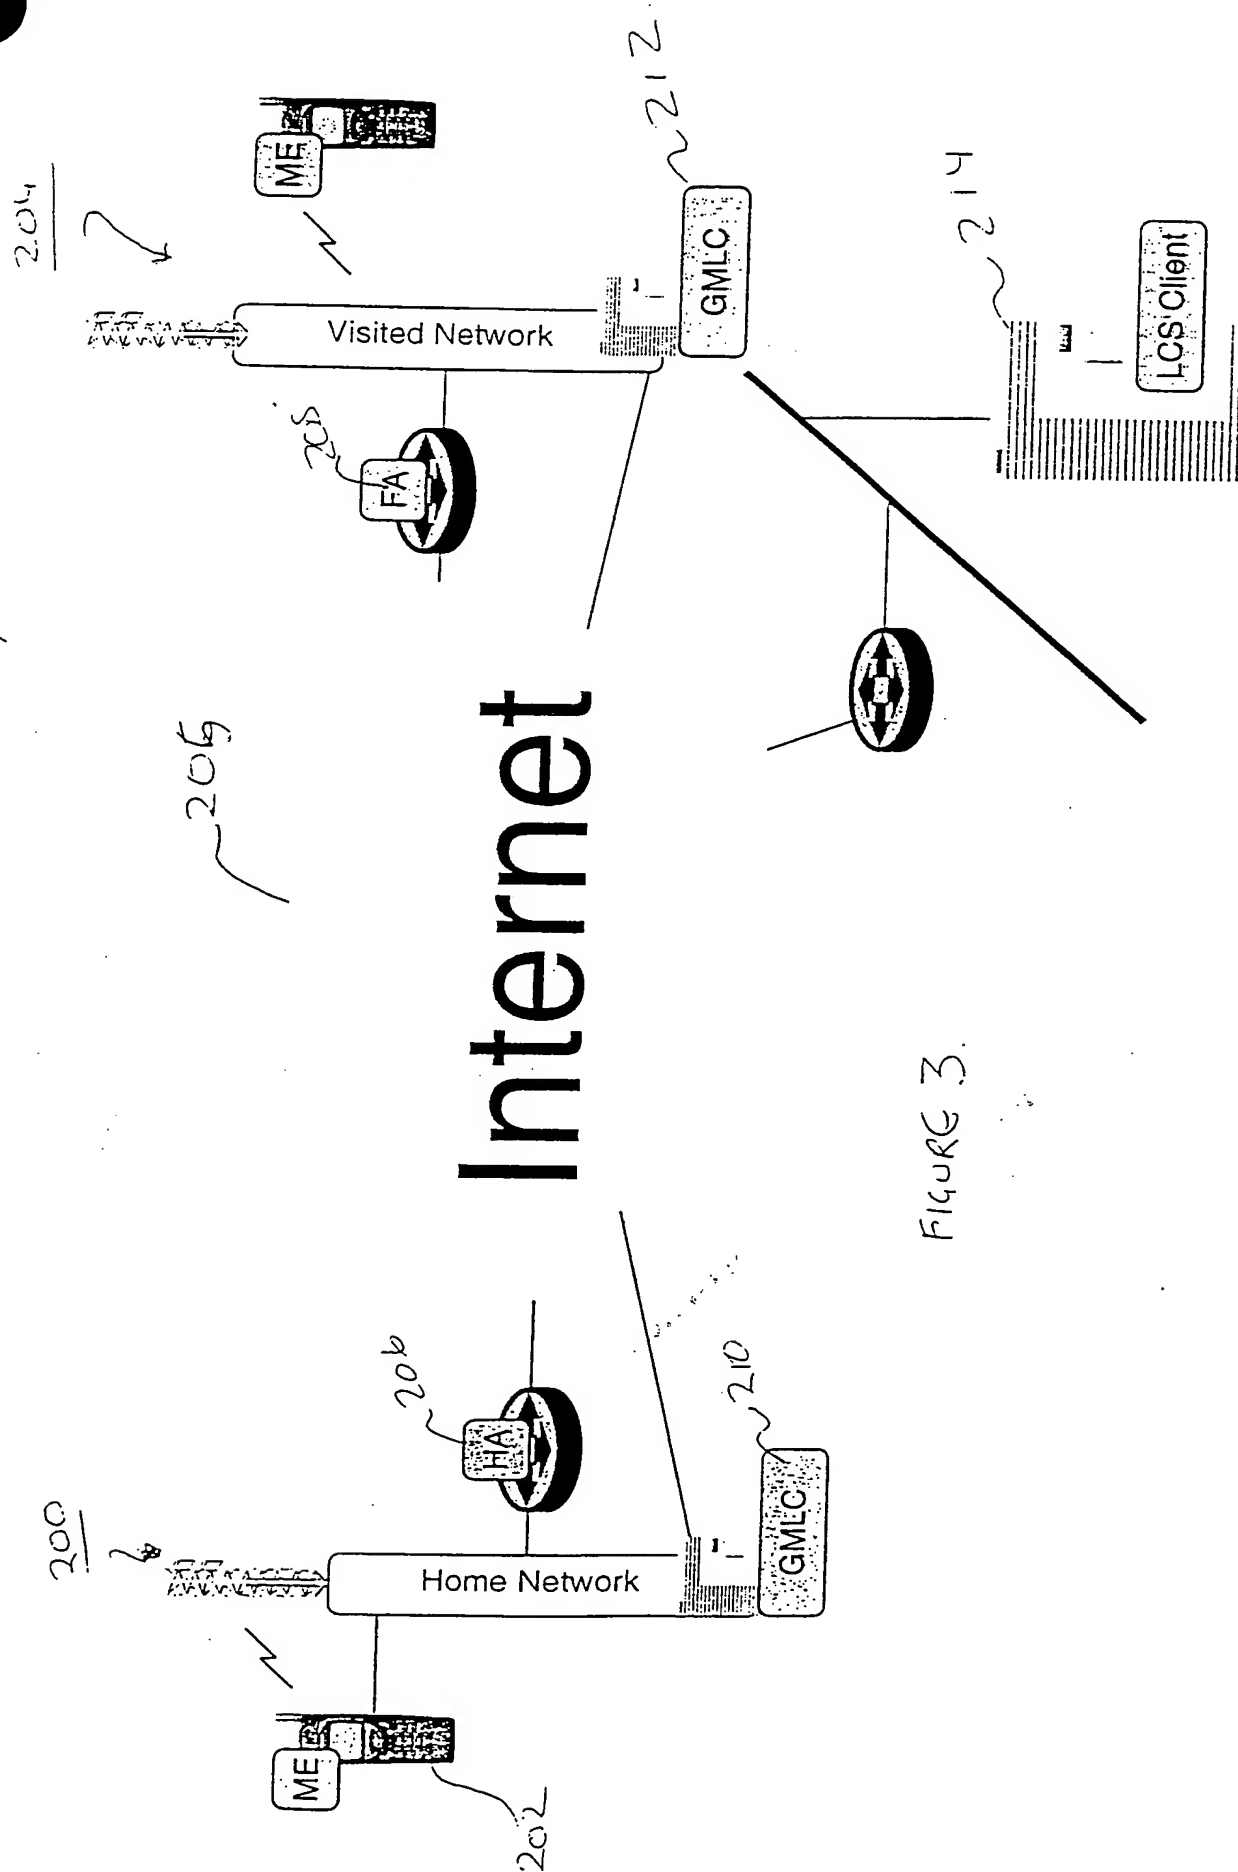 200
204
ME
ME
Home Network
Visited Network
HA
206
FA
208
202
Internet
GMLC
210
GMLC
212
214
LCS Client
FIGURE 3.